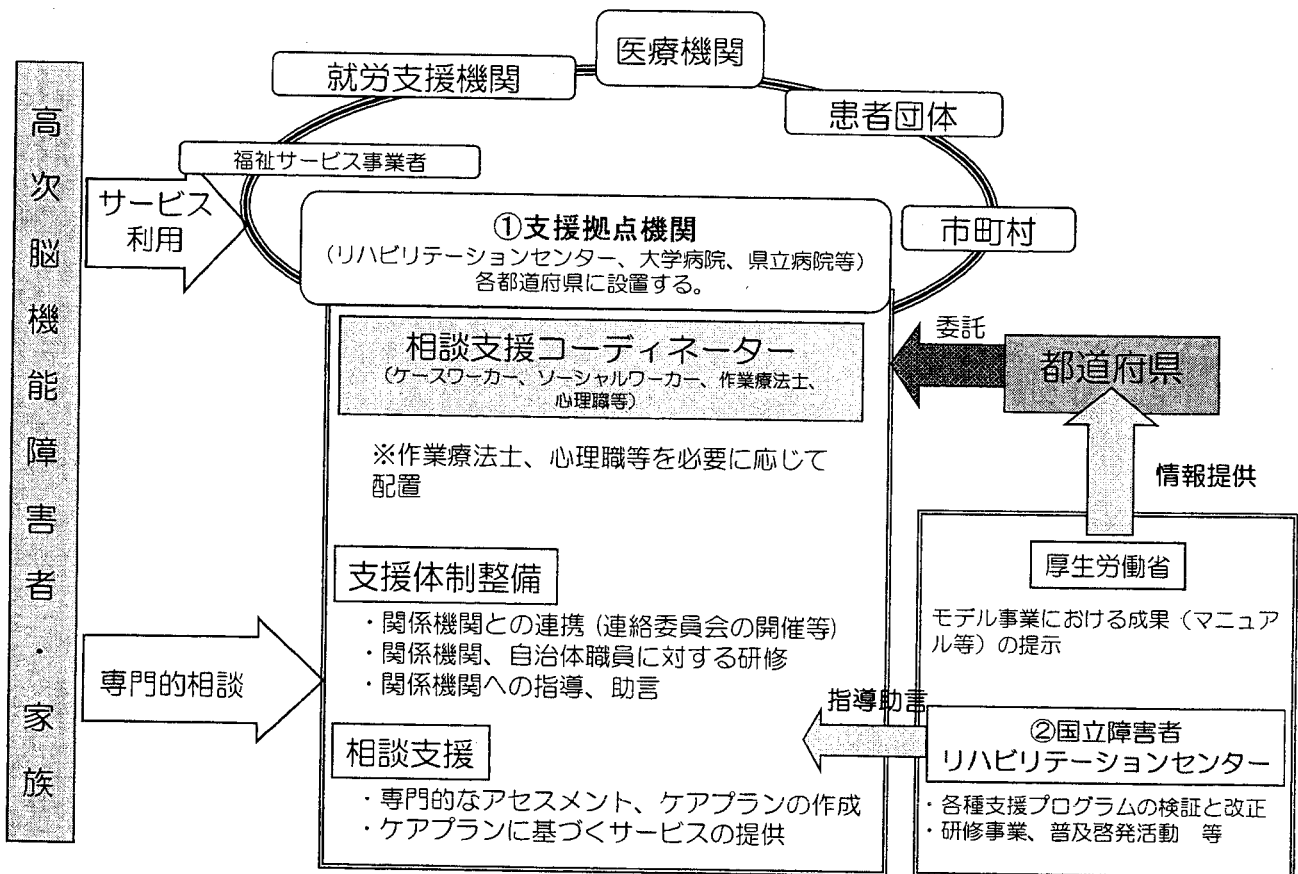 医療機関
就労支援機関
患者団体
福祉サービス事業者
市町村
高次脳機能障害者・家族
サービス
利用
①支援拠点機関
(リハビリテーションセンター、大学病院、県立病院等)
各都道府県に設置する。
相談支援コーディネーター
(ケースワーカー、ソーシャルワーカー、作業療法士、
心理職等)
委託
都道府県
※作業療法士、心理職等を必要に応じて
配置
情報提供
厚生労働省
モデル事業における成果(マニュア
ル等)の提示
支援体制整備
・関係機関との連携(連絡委員会の開催等)
・関係機関、自治体職員に対する研修
・関係機関への指導、助言
専門的相談
指導助言
②国立障害者
リハビリテーションセンター
・各種支援プログラムの検証と改正
・研修事業、普及啓発活動 等
相談支援
・専門的なアセスメント、ケアプランの作成
・ケアプランに基づくサービスの提供